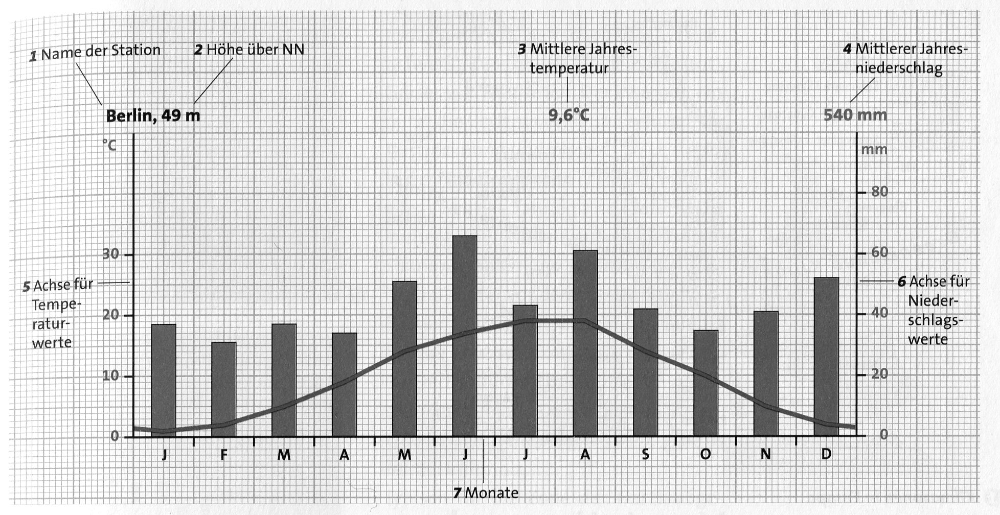 1 Name der Station
2 Höhe über NN
3 Mittlere Jahres-
temperatur
4 Mittlerer Jahres-
niederschlag
Berlin, 49 m
9,6°C
540 mm
°C
mm
80
30
60
5 Achse für
Tempe-
ratur-
werte
6 Achse für
Nieder-
schlags-
werte
20
40
10
20
0
0
J F M A M J J A S O N D
7 Monate